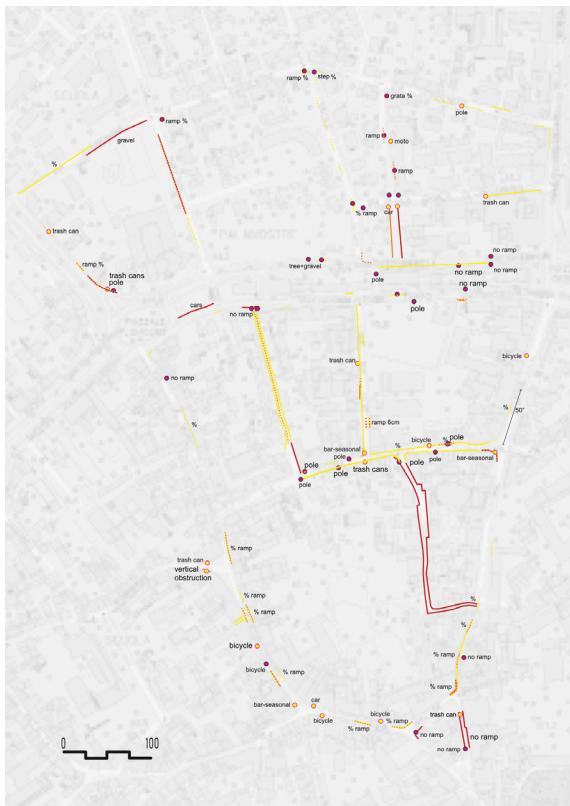 ramp %
step %
grata %
pole
ramp %
ramp
moto
gravel
%
ramp
trash can
% ramp
car
trash can
no ramp
tree+gravel
no ramp
ramp %
no ramp
trash cans
pole
pole
no ramp
cars
pole
no ramp
bicycle
trash can
no ramp
%
50°
ramp 6cm
%
bicycle
%
pole
bar-seasonal
%
pole
pole
bar-seasonal
pole
pole
trash cans
pole
pole
% ramp
trash can
vertical
obstruction
% ramp
%
% ramp
%
bicycle
% ramp
no ramp
bicycle
% ramp
% ramp
bar-seasonal
car
bicycle
trash can
bicycle
% ramp
% ramp
no ramp
no ramp
no ramp
0
100